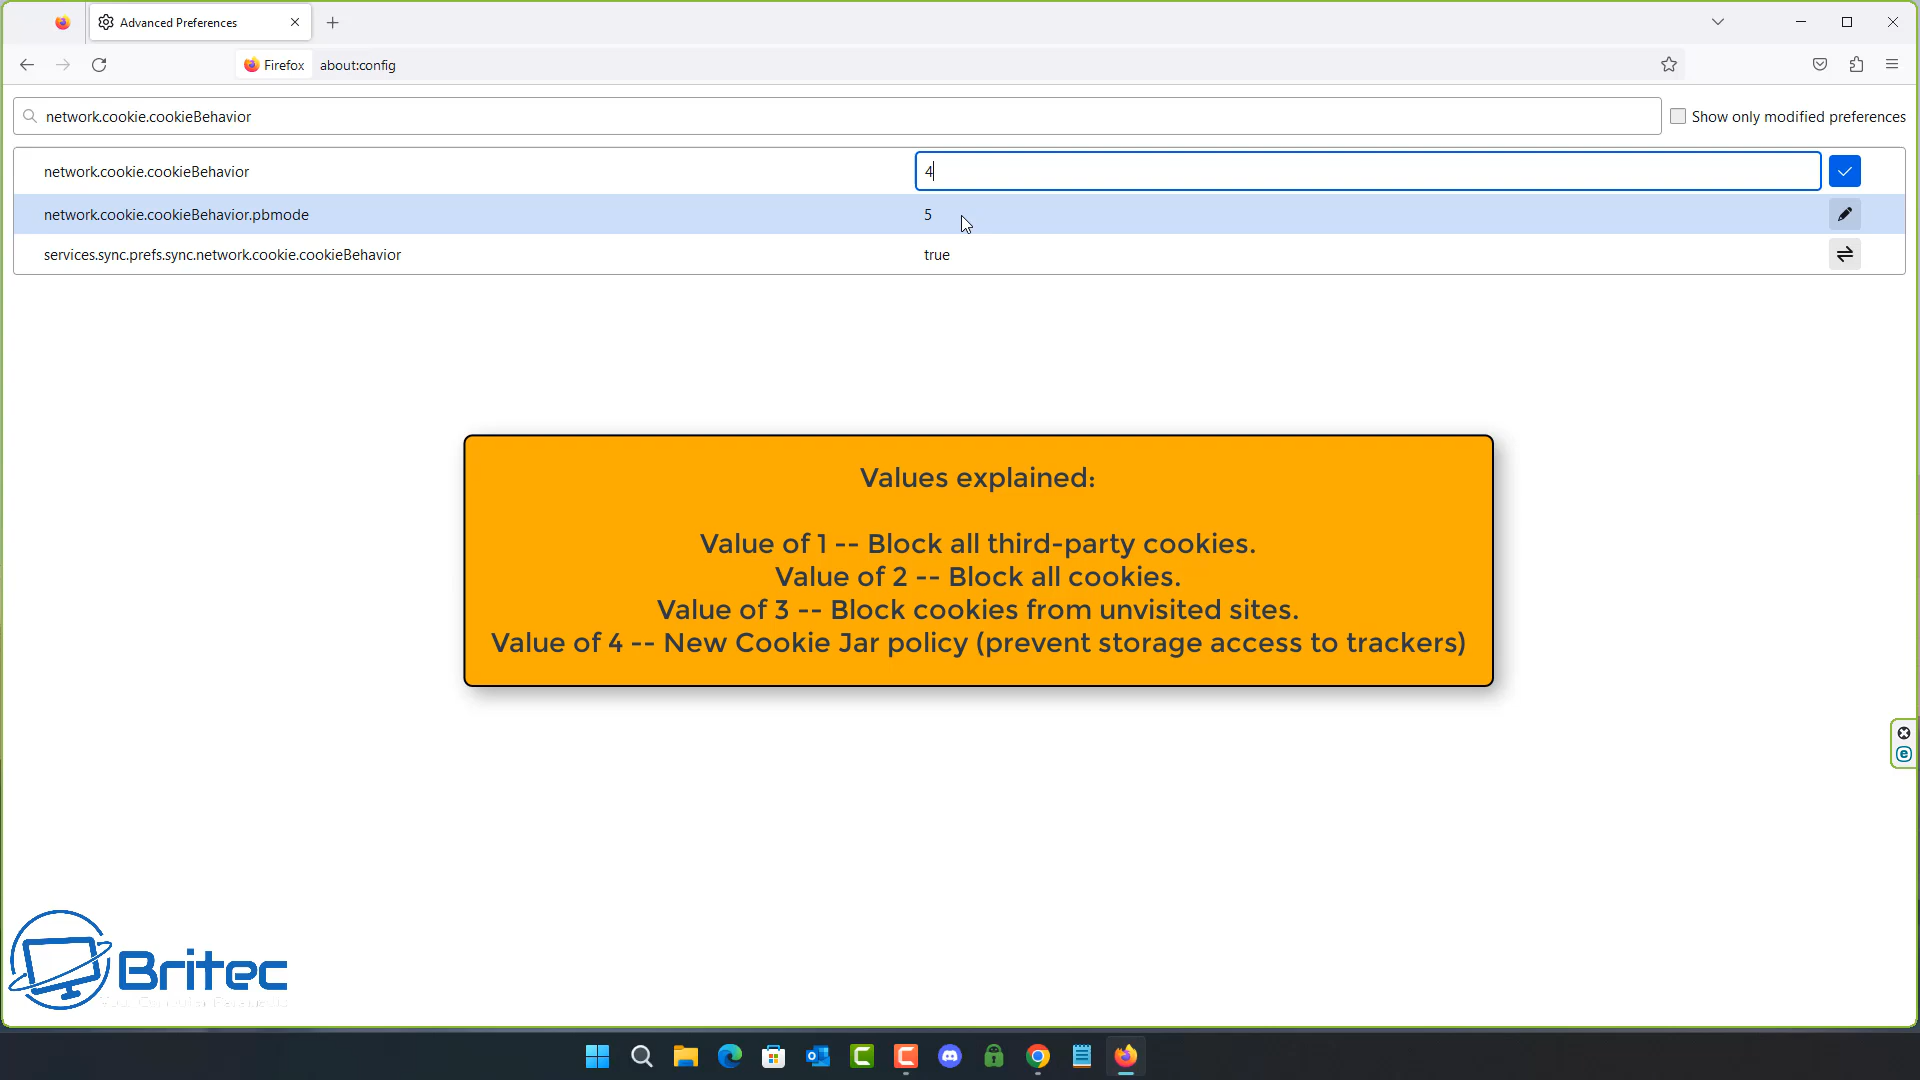 Advanced Preferences
Firefox about:config
network.cookie.cookieBehavior
Show only modified preferences
network.cookie.cookieBehavior 4
network.cookie.cookieBehavior.pbmode 5
services.sync.prefs.sync.network.cookie.cookieBehavior true
Values explained:
Value of 1 -- Block all third-party cookies.
Value of 2 -- Block all cookies.
Value of 3 -- Block cookies from unvisited sites.
Value of 4 -- New Cookie Jar policy (prevent storage access to trackers)
Britec